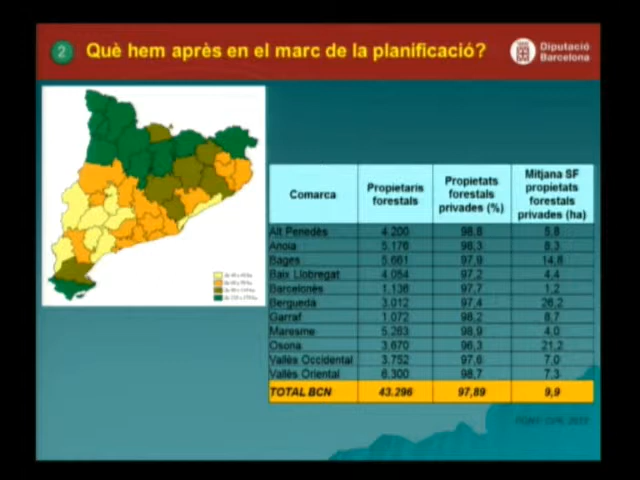 2 Què hem après en el marc de la planificació?
Diputació
Barcelona
Comarca Propietaris forestals Propietats forestals privades (%) Mitjana SF propietats forestals privades (ha)
Alt Penedès 4.200 98,8 5,8
Anoia 5.176 98,3 8,3
Bages 5.661 97,9 14,8
Baix Llobregat 4.054 97,2 4,4
Barcelonès 1.136 97,7 1,2
Bergueda 3.012 97,4 26,2
Garraf 1.072 98,2 8,7
Maresme 5.263 98,9 4,0
Osona 3.670 96,3 21,2
Vallès Occidental 3.752 97,6 7,0
Vallès Oriental 6.300 98,7 7,3
TOTAL BCN 43.296 97,89 9,9